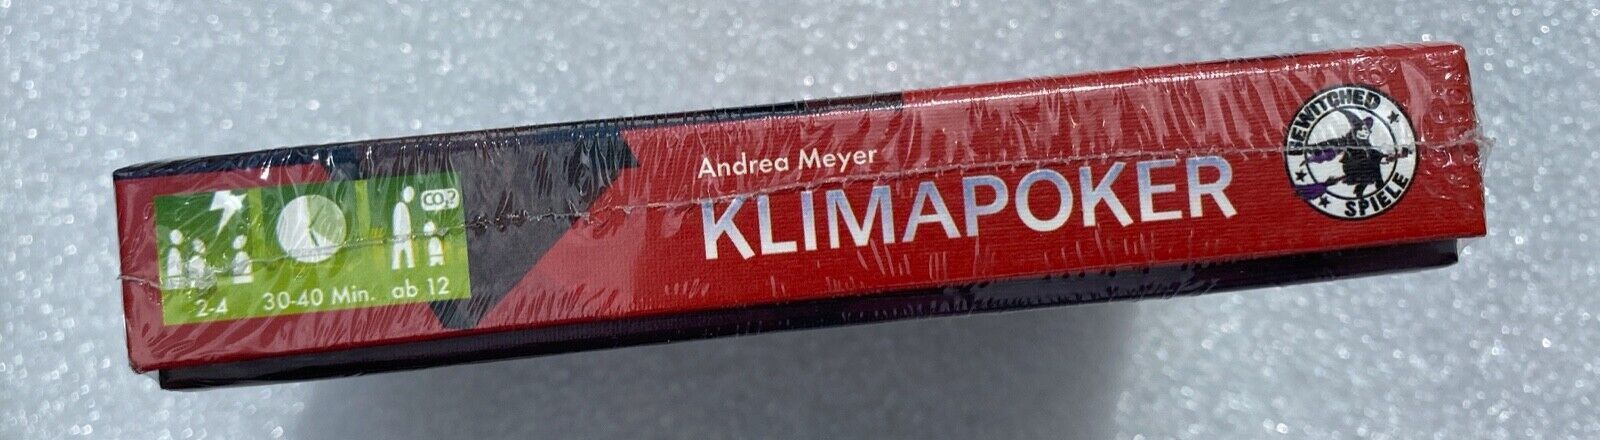 Andrea Meyer
KLIMAPOKER
BEWITCHED
SPIELE
CO2?
2-4
30-40 Min.
ab 12